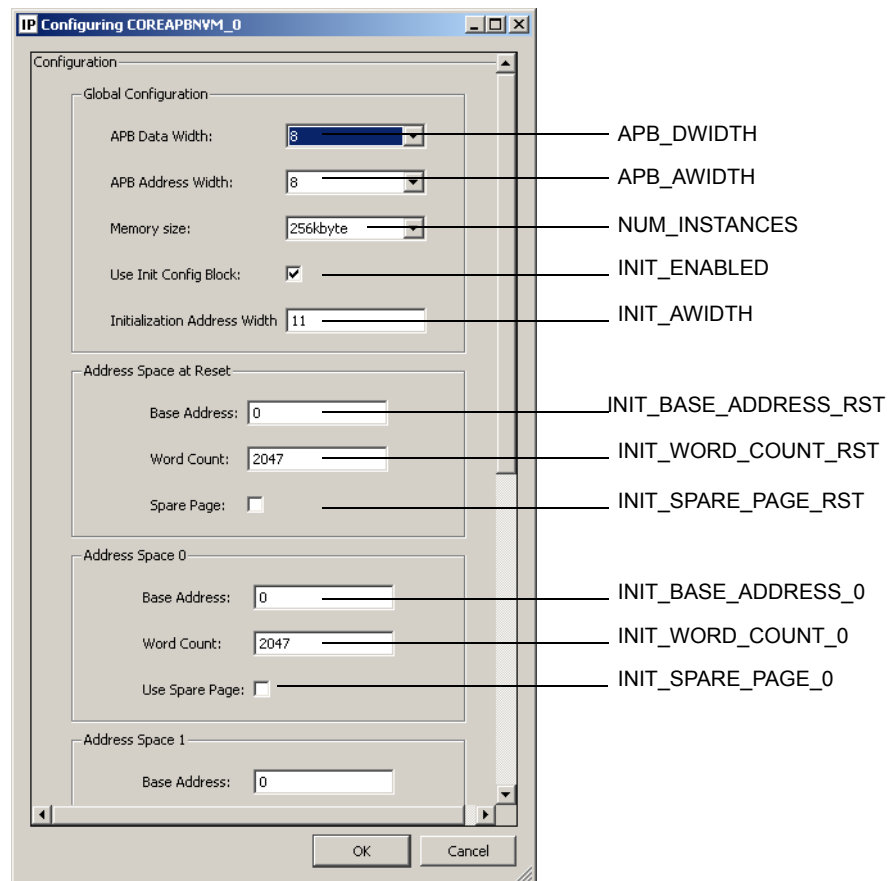 IP Configuring COREAPBNVM_0
Configuration
Global Configuration
APB Data Width: 8 APB_DWIDTH
APB Address Width: 8 APB_AWIDTH
Memory size: 256kbyte NUM_INSTANCES
Use Init Config Block: INIT_ENABLED
Initialization Address Width 11 INIT_AWIDTH
Address Space at Reset
Base Address: 0 INIT_BASE_ADDRESS_RST
Word Count: 2047 INIT_WORD_COUNT_RST
Spare Page: INIT_SPARE_PAGE_RST
Address Space 0
Base Address: 0 INIT_BASE_ADDRESS_0
Word Count: 2047 INIT_WORD_COUNT_0
Use Spare Page: INIT_SPARE_PAGE_0
Address Space 1
Base Address: 0
OK Cancel